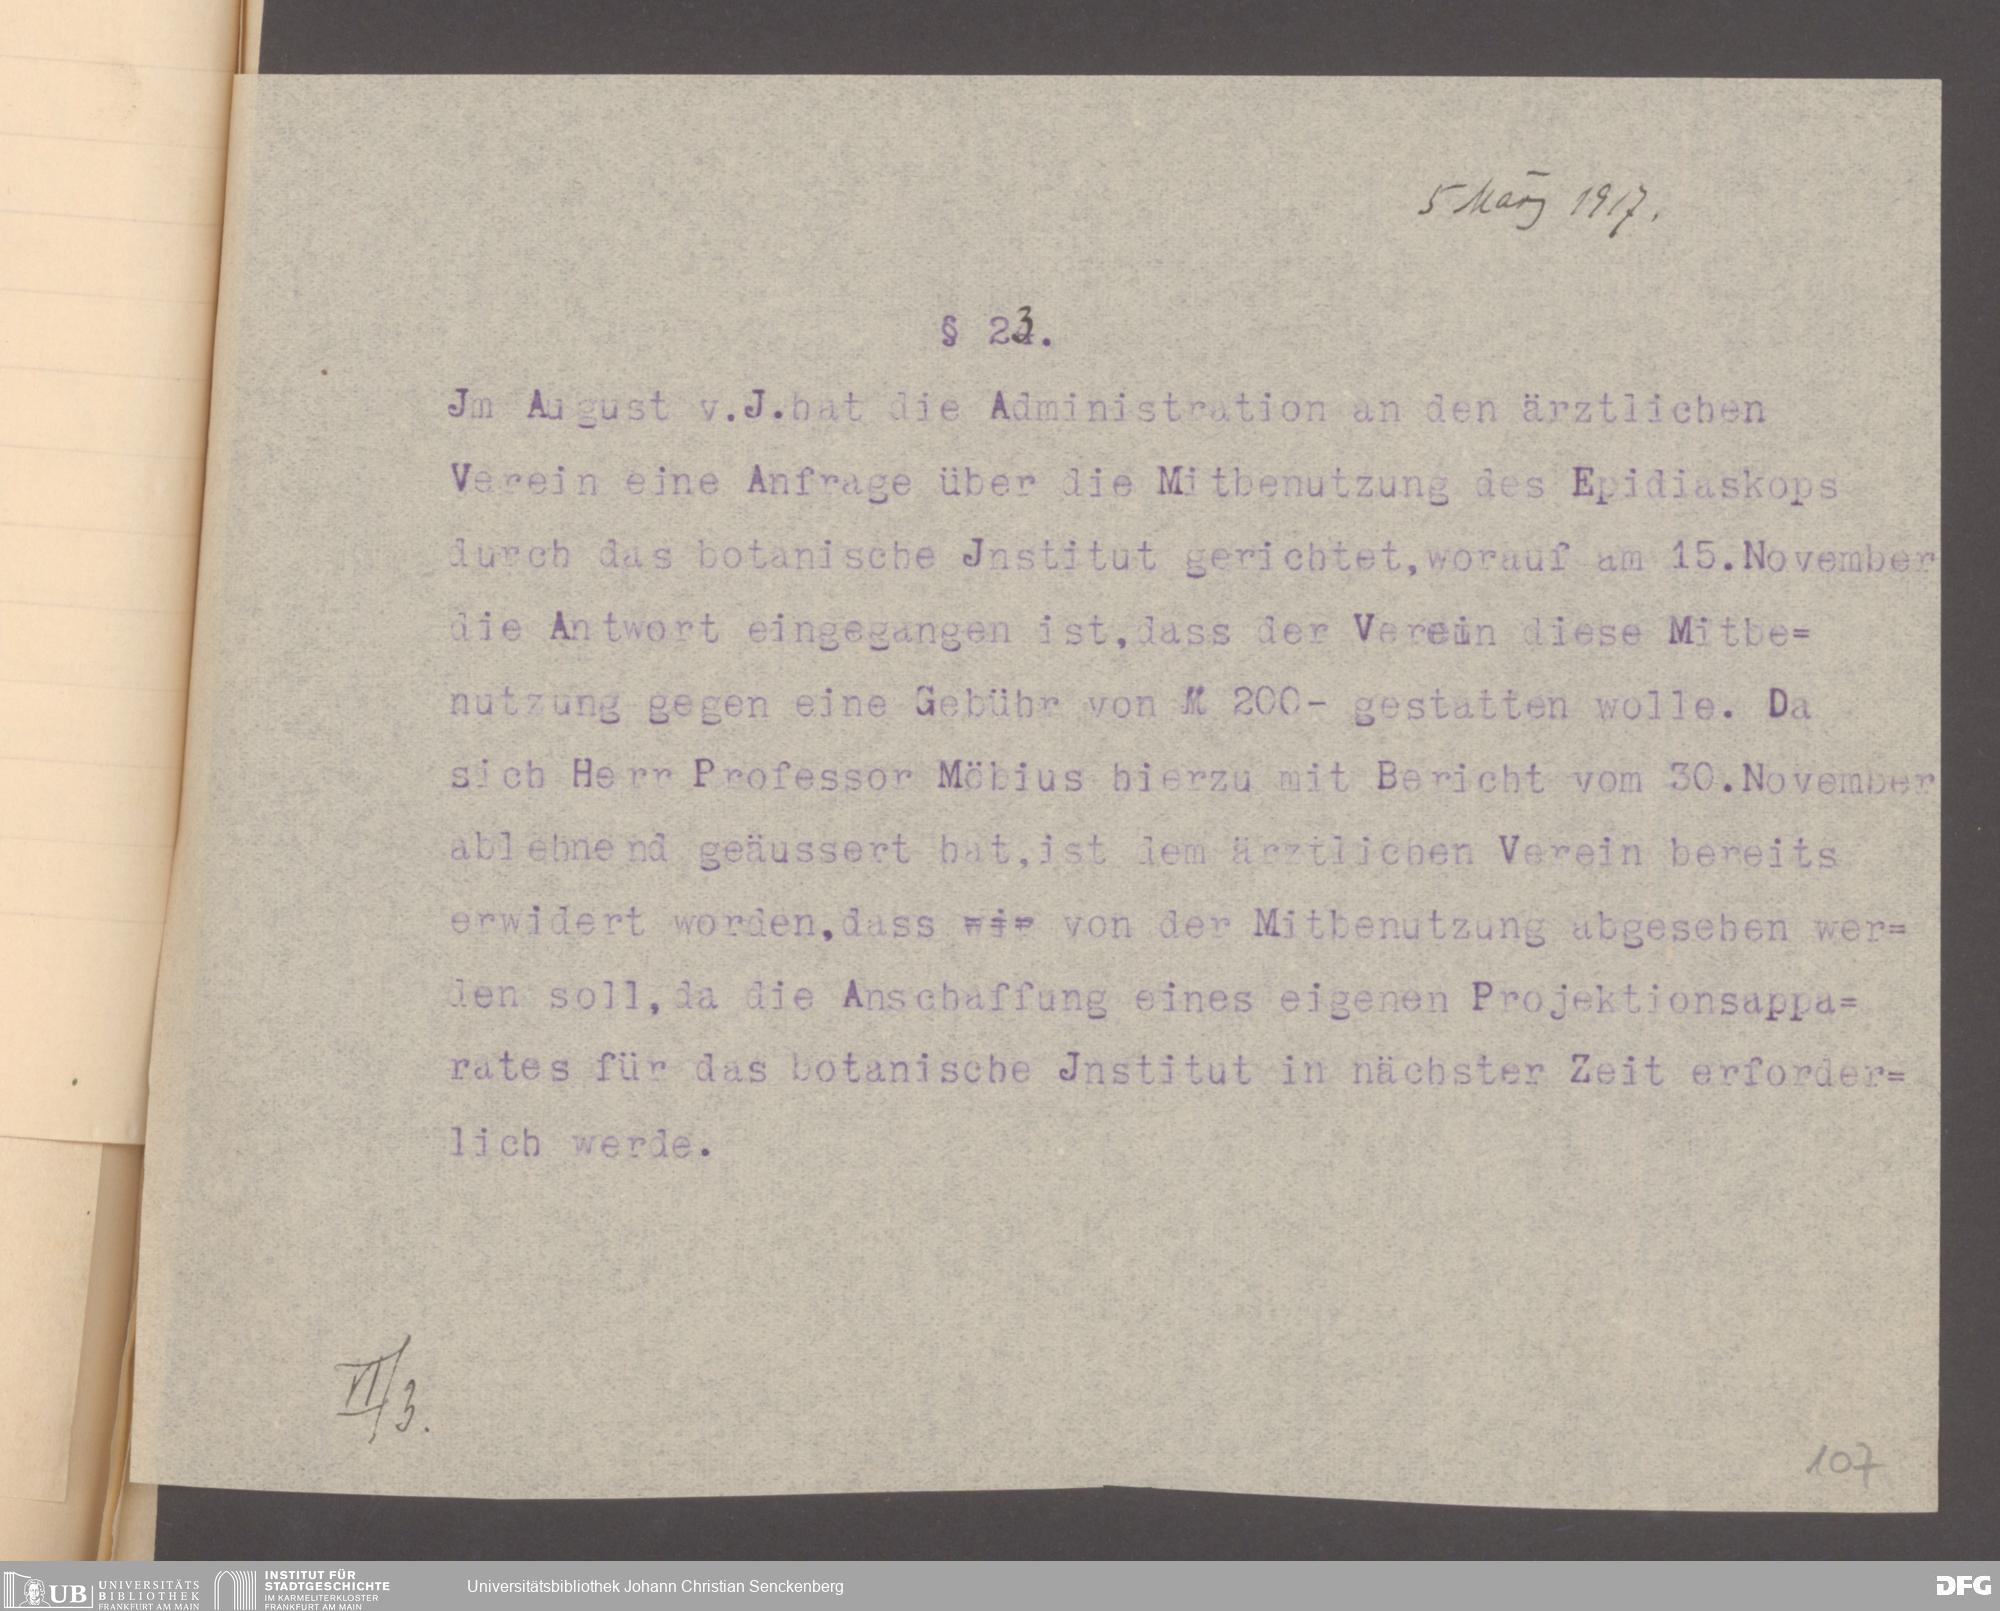 5 März 1917.
§ 23.
Jm August v.J.hat die Administration an den ärztlichen
Verein eine Anfrage über die Mitbenutzung des Epidiaskops
durch das botanische Jnstitut gerichtet,worauf am 15.November
die Antwort eingegangen ist,dass der Verein diese Mitbe=
nutzung gegen eine Gebühr von M 200- gestatten wolle. Da
sich Herr Professor Möbius hierzu mit Bericht vom 30.November
ablehnend geäussert hat,ist dem ärztlichen Verein bereits
erwidert worden,dass wir von der Mitbenutzung abgesehen wer=
den soll,da die Anschaffung eines eigenen Projektionsappa=
rates für das botanische Jnstitut in nächster Zeit erforder=
lich werde.
VI/3.
107
UB UNIVERSITÄTS BIBLIOTHEK FRANKFURT AM MAIN
INSTITUT FÜR STADTGESCHICHTE IM KARMELITERKLOSTER FRANKFURT AM MAIN
Universitätsbibliothek Johann Christian Senckenberg
DFG